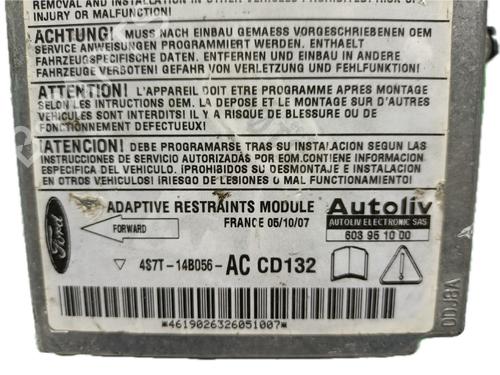 REMOVAL AND INSTALLATION IN OTHER VEHICLES PROHIBITED RISK OF
INJURY OR MALFUNCTION!
ACHTUNG! MUSS NACH EINBAU GEMAESS VORGESCHRIEBENEN OEM
SERVICE ANWEISUNGEN PROGRAMMIERT WERDEN. ENTHAELT
FAHRZEUGSPEZIFISCHE DATEN. ENTFERNEN UND EINBAU IN ANDERE
FAHRZEUGE VERBOTEN! GEFAHR VON VERLETZUNG UND FEHLFUNKTION!
ATTENTION! L'APPAREIL DOIT ETRE PROGRAMME APRES MONTAGE
SELON LES INTRUCTIONS OEM. LA DEPOSE ET LE MONTAGE SUR D'AUTRES
VEHICULES SONT INTERDITS! IL Y A RISQUE DE BLESSURE OU DE
FONCTIONNEMENT DEFECTUEUX!
¡ATENCION! DEBE PROGRAMARSE TRAS SU INSTALACION SEGUN LAS
INSTRUCCIONES DE SERVICIO AUTORIZADAS POR EOM.CONTIENE INFORMACION
ESPECIFICA DEL VEHICULO. ¡PROHIBIDOS SU DESMONTAJE E INSTALACION
EN OTROS VEHICULOS! ¡RIESGO DE LESIONES O MAL FUNCIONAMIENTO!
Ford
ADAPTIVE RESTRAINTS MODULE
FRANCE 05/10/07
FORWARD
Autoliv
AUTOLIV ELECTRONIC SAS
603 95 10 00
4S7T-14B056-AC CD132
*4619026326051007*
DDJ8A